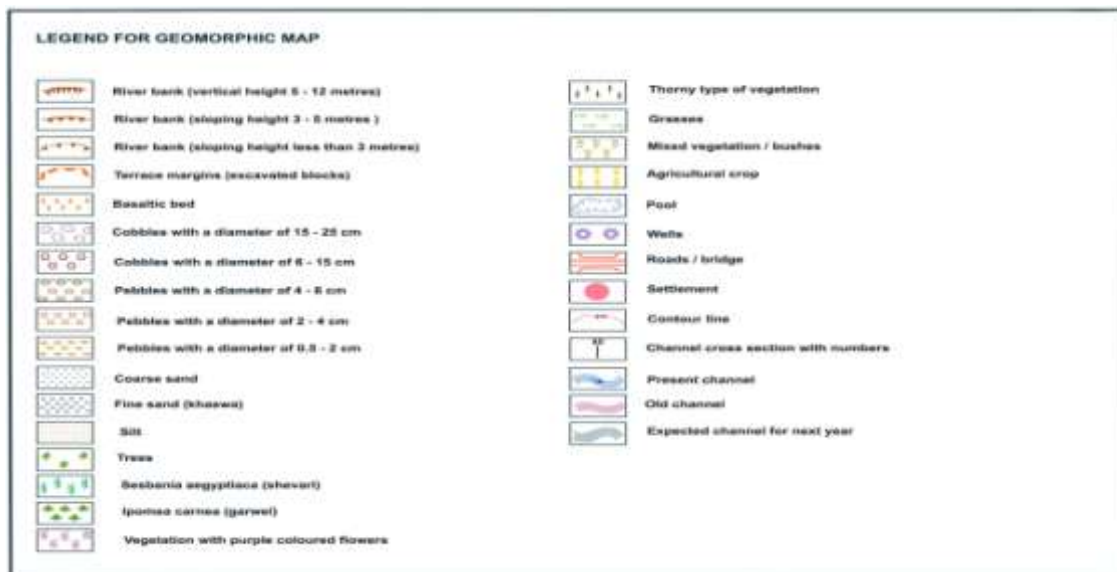 LEGEND FOR GEOMORPHIC MAP
River bank (vertical height 5 - 12 metres)
River bank (sloping height 3 - 5 metres )
River bank (sloping height less than 3 metres)
Terrace margins (excavated blocks)
Basaltic bed
Cobbles with a diameter of 15 - 25 cm
Cobbles with a diameter of 6 - 15 cm
Pebbles with a diameter of 4 - 6 cm
Pebbles with a diameter of 2 - 4 cm
Pebbles with a diameter of 0.5 - 2 cm
Coarse sand
Fine sand (khaswa)
Silt
Trees
Sesbania aegyptiaca (shevari)
Ipomea carnea (garwel)
Vegetation with purple coloured flowers
Thorny type of vegetation
Grasses
Mixed vegetation / bushes
Agricultural crop
Pool
Wells
Roads / bridge
Settlement
Contour line
Channel cross section with numbers
Present channel
Old channel
Expected channel for next year